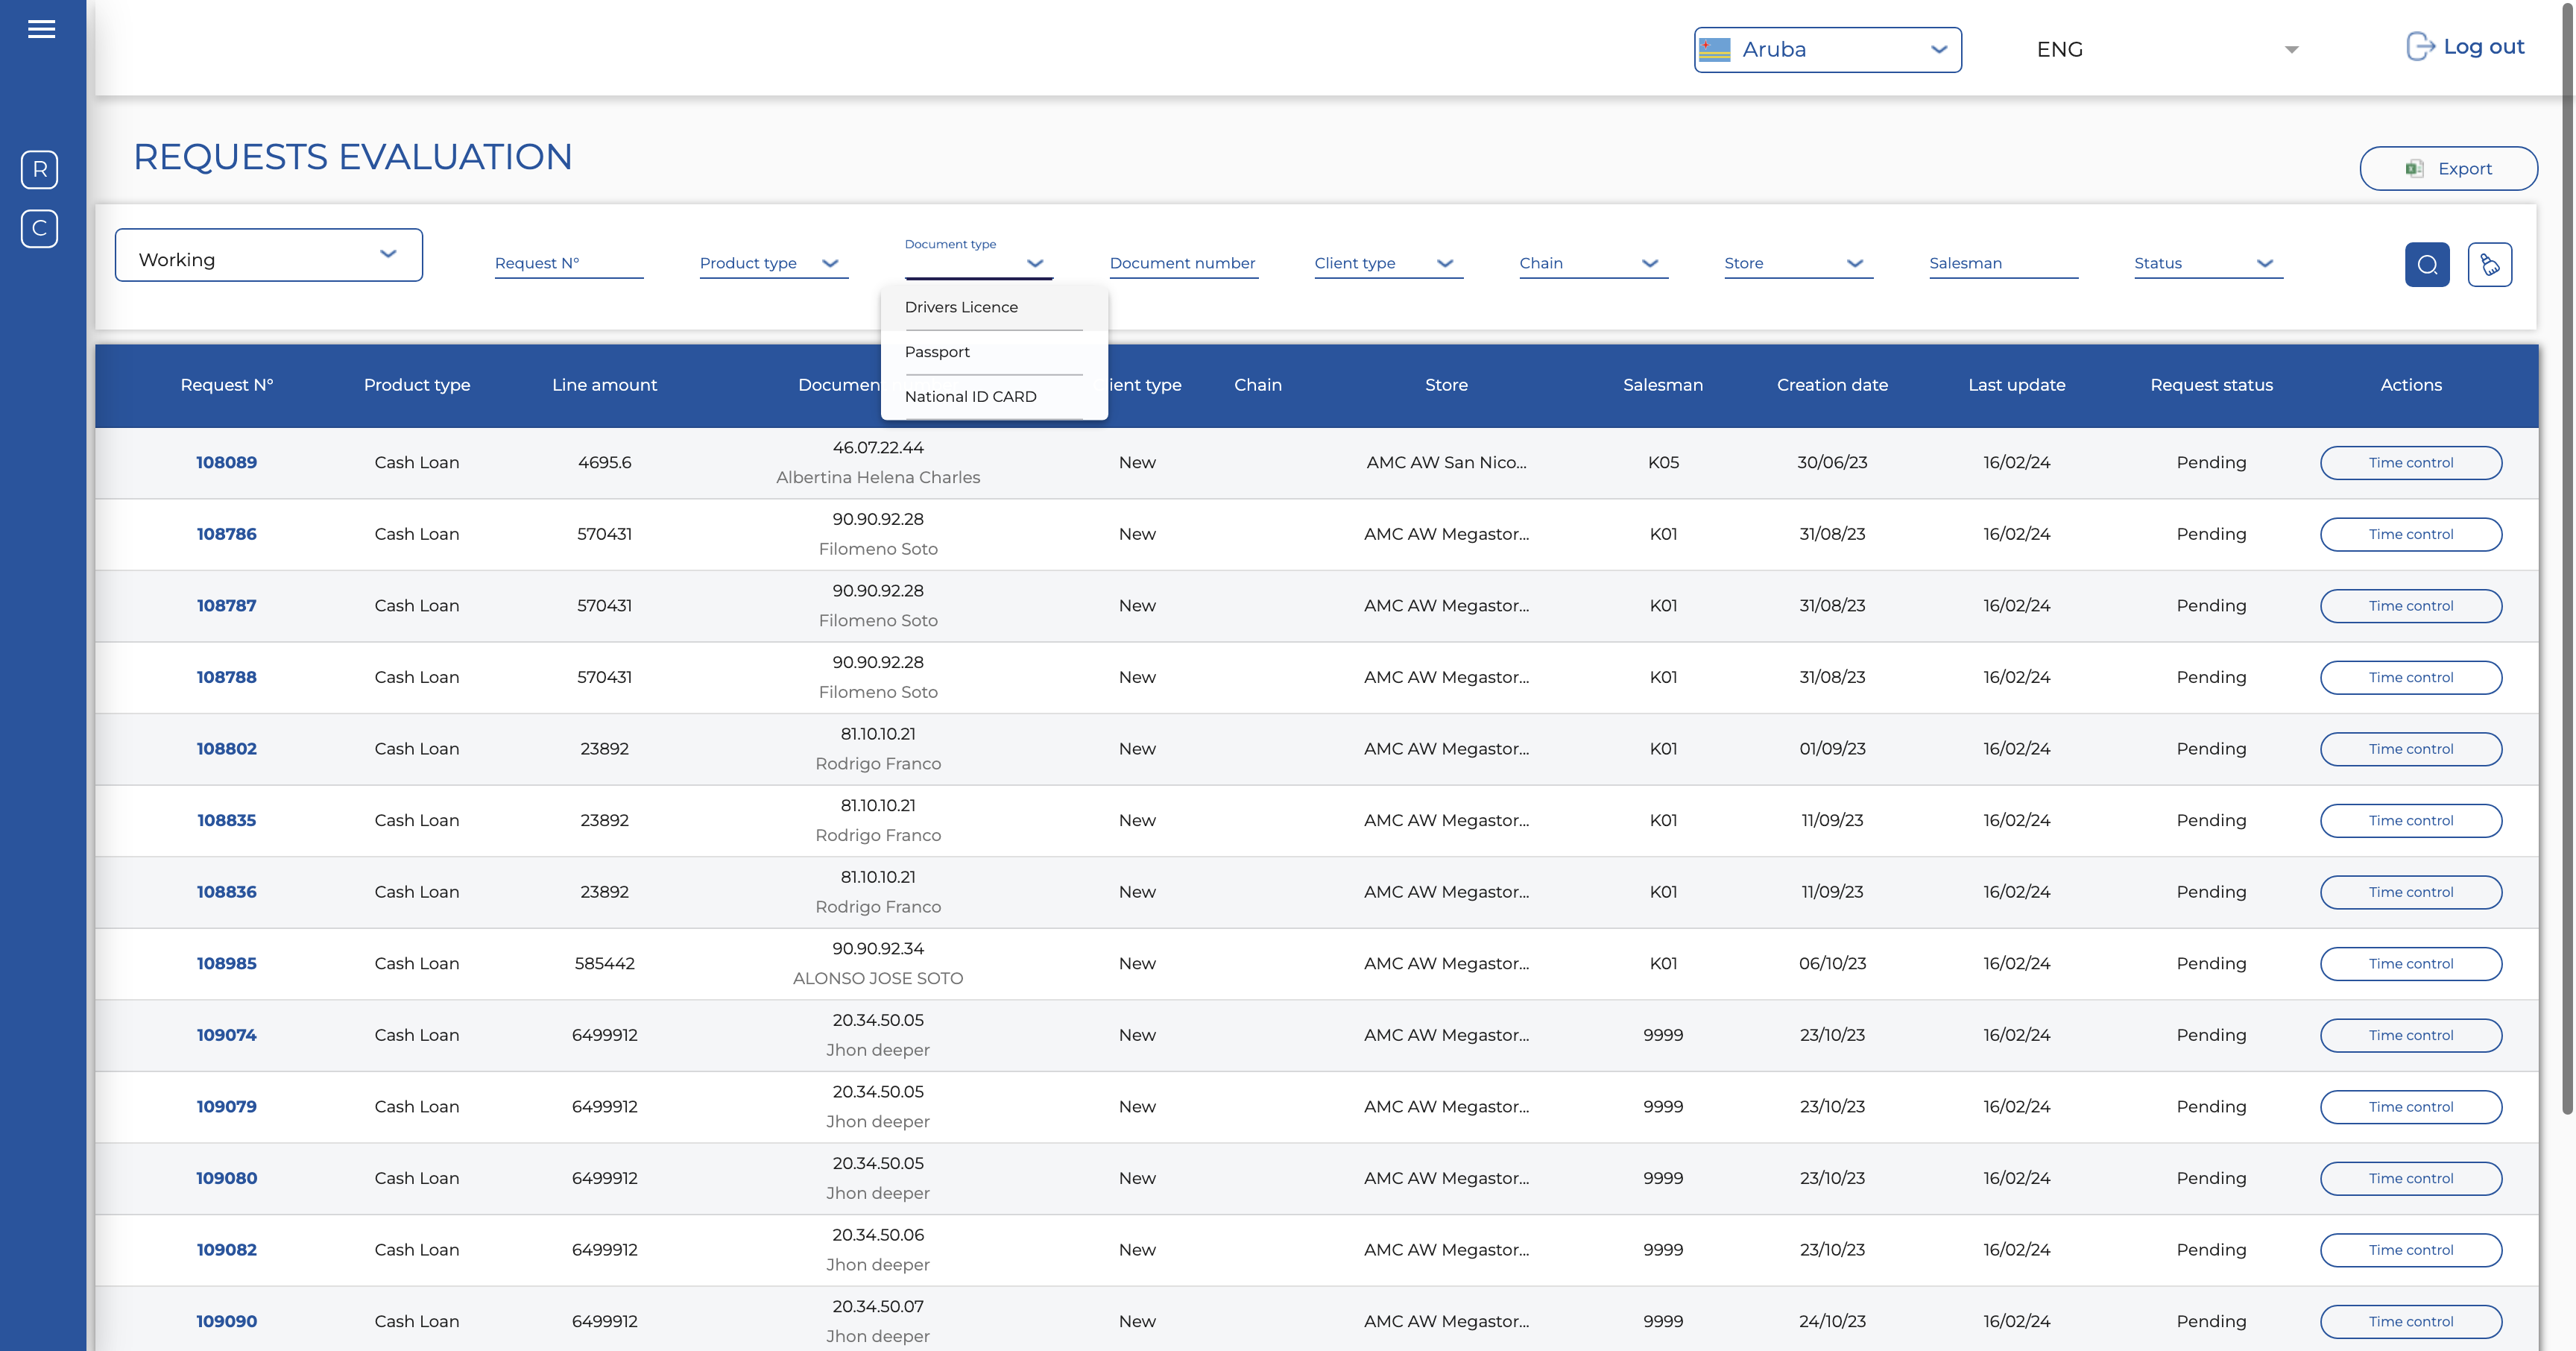 Aruba
ENG
Log out
R
C
REQUESTS EVALUATION
Export
Working
Request N°
Product type
Document type
Document number
Client type
Chain
Store
Salesman
Status
Drivers Licence
Passport
National ID CARD
Request N° Product type Line amount Documen ient type Chain Store Salesman Creation date Last update Request status Actions
108089 Cash Loan 4695.6 46.07.22.44 New AMC AW San Nico... K05 30/06/23 16/02/24 Pending Time control
Albertina Helena Charles
108786 Cash Loan 570431 90.90.92.28 New AMC AW Megastor... K01 31/08/23 16/02/24 Pending Time control
Filomeno Soto
108787 Cash Loan 570431 90.90.92.28 New AMC AW Megastor... K01 31/08/23 16/02/24 Pending Time control
Filomeno Soto
108788 Cash Loan 570431 90.90.92.28 New AMC AW Megastor... K01 31/08/23 16/02/24 Pending Time control
Filomeno Soto
108802 Cash Loan 23892 81.10.10.21 New AMC AW Megastor... K01 01/09/23 16/02/24 Pending Time control
Rodrigo Franco
108835 Cash Loan 23892 81.10.10.21 New AMC AW Megastor... K01 11/09/23 16/02/24 Pending Time control
Rodrigo Franco
108836 Cash Loan 23892 81.10.10.21 New AMC AW Megastor... K01 11/09/23 16/02/24 Pending Time control
Rodrigo Franco
108985 Cash Loan 585442 90.90.92.34 New AMC AW Megastor... K01 06/10/23 16/02/24 Pending Time control
ALONSO JOSE SOTO
109074 Cash Loan 6499912 20.34.50.05 New AMC AW Megastor... 9999 23/10/23 16/02/24 Pending Time control
Jhon deeper
109079 Cash Loan 6499912 20.34.50.05 New AMC AW Megastor... 9999 23/10/23 16/02/24 Pending Time control
Jhon deeper
109080 Cash Loan 6499912 20.34.50.05 New AMC AW Megastor... 9999 23/10/23 16/02/24 Pending Time control
Jhon deeper
109082 Cash Loan 6499912 20.34.50.06 New AMC AW Megastor... 9999 23/10/23 16/02/24 Pending Time control
Jhon deeper
109090 Cash Loan 6499912 20.34.50.07 New AMC AW Megastor... 9999 24/10/23 16/02/24 Pending Time control
Jhon deeper